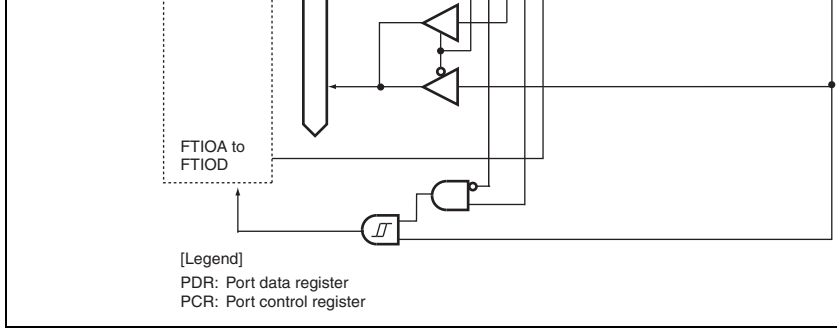 FTIOA to
FTIOD
[Legend]
PDR: Port data register
PCR: Port control register